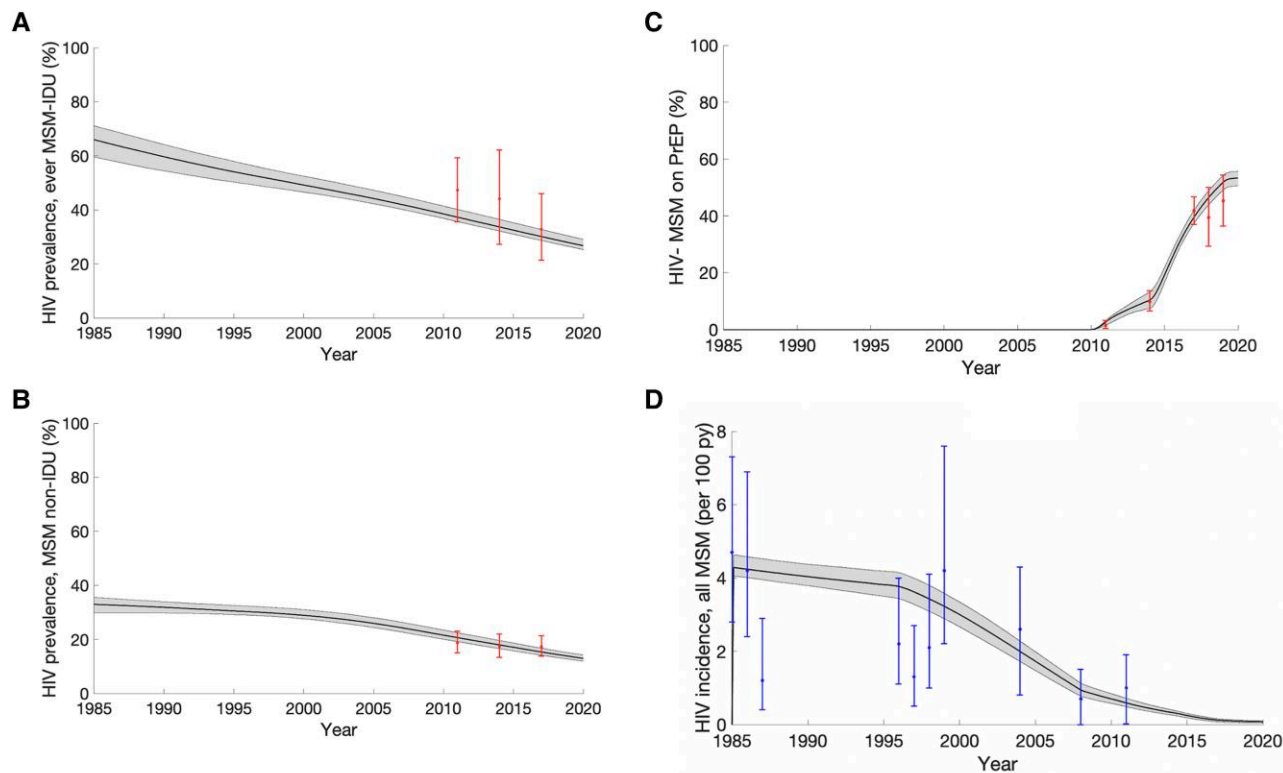 A
HIV prevalence, ever MSM-IDU (%)
100
80
60
40
20
0
1985 1990 1995 2000 2005 2010 2015 2020
Year
B
HIV prevalence, MSM non-IDU (%)
100
80
60
40
20
0
1985 1990 1995 2000 2005 2010 2015 2020
Year
C
HIV- MSM on PrEP (%)
100
80
60
40
20
0
1985 1990 1995 2000 2005 2010 2015 2020
Year
D
HIV incidence, all MSM (per 100 py)
8
6
4
2
0
1985 1990 1995 2000 2005 2010 2015 2020
Year